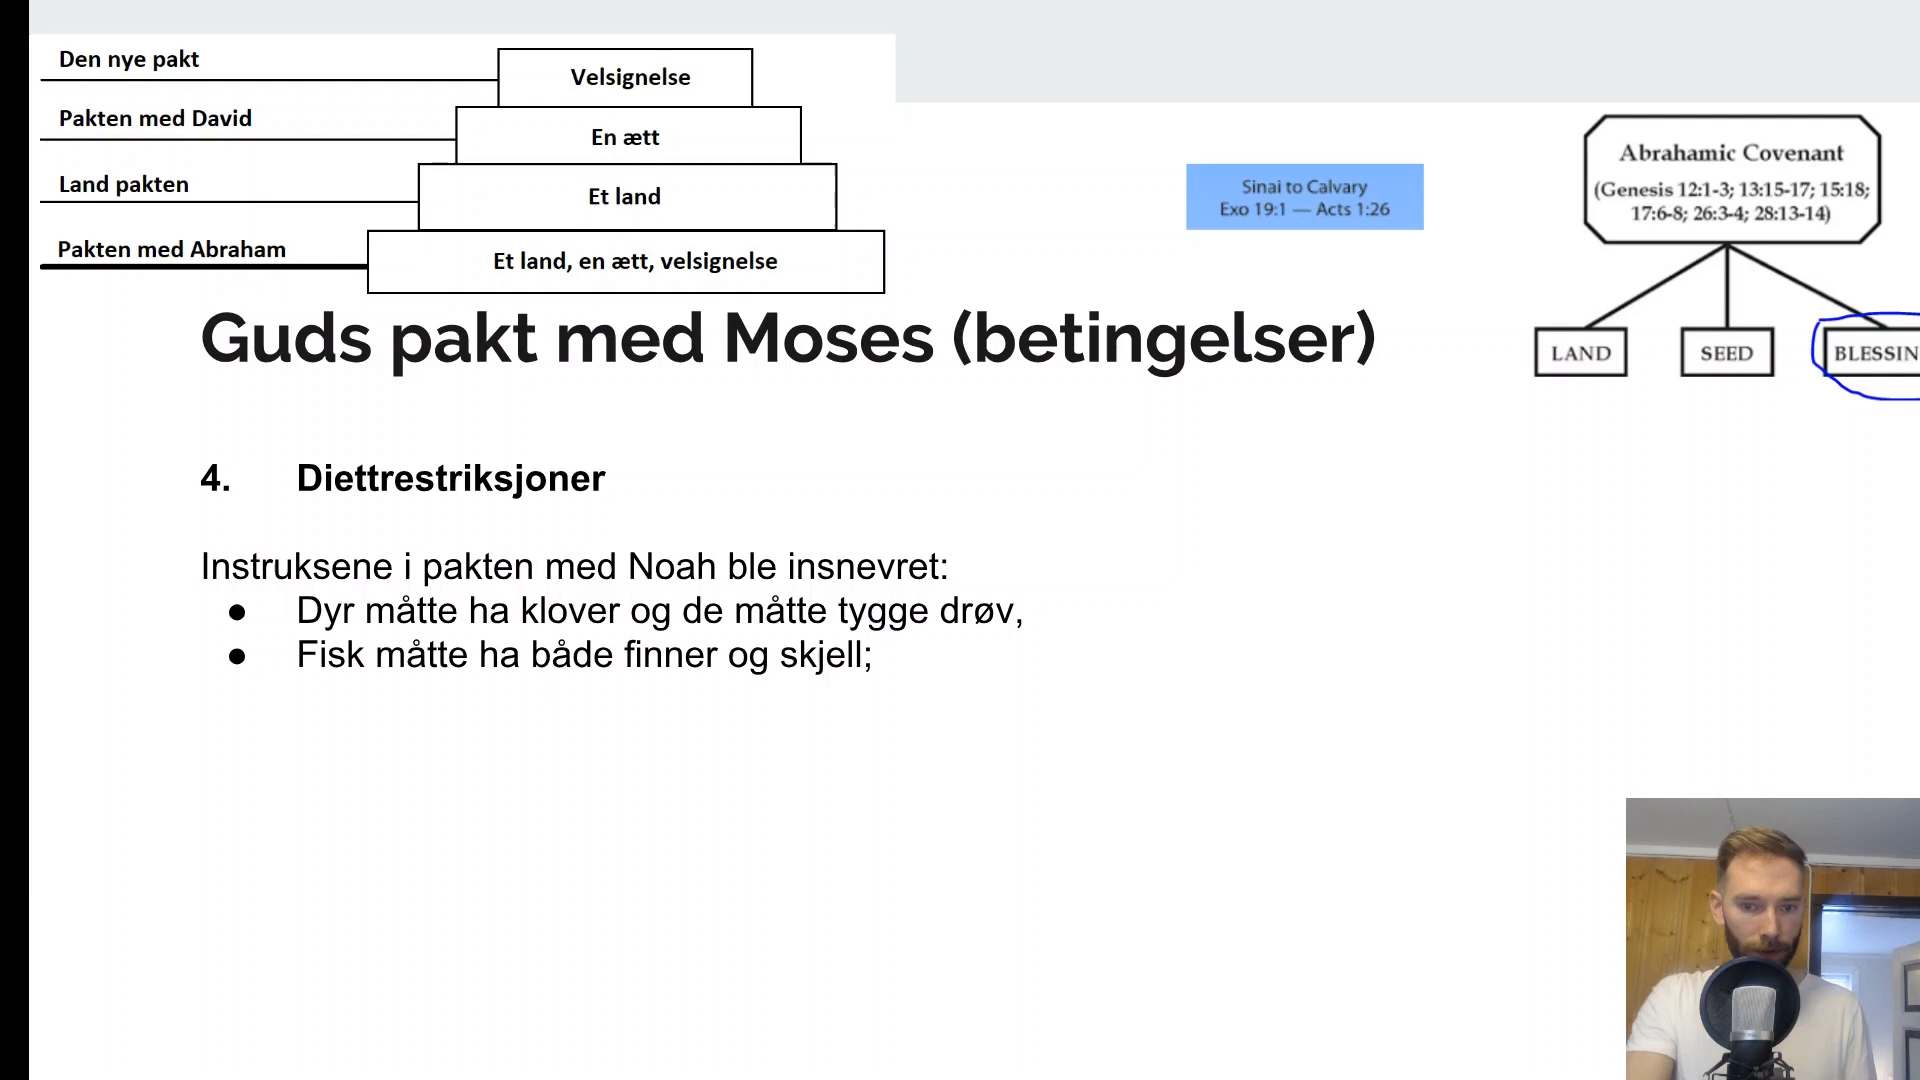 Den nye pakt
Velsignelse
Pakten med David
En ætt
Land pakten
Et land
Pakten med Abraham
Et land, en ætt, velsignelse
Sinai to Calvary
Exo 19:1 — Acts 1:26
Abrahamic Covenant
(Genesis 12:1-3; 13:15-17; 15:18;
17:6-8; 26:3-4; 28:13-14)
LAND
SEED
BLESSIN
Guds pakt med Moses (betingelser)
4. Diettrestriksjoner
Instruksene i pakten med Noah ble insnevret:
● Dyr måtte ha klover og de måtte tygge drøv,
● Fisk måtte ha både finner og skjell;